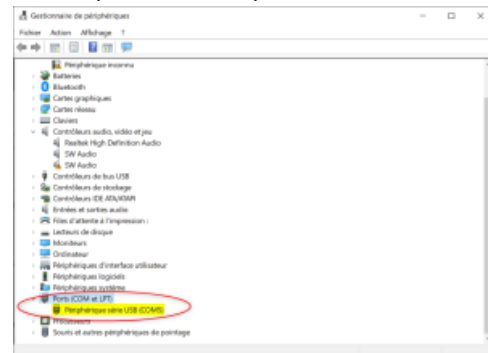 Gestionnaire de périphériques
Fichier Action Affichage ?
Périphérique inconnu
Batteries
Bluetooth
Cartes graphiques
Cartes réseau
Claviers
Contrôleurs audio, vidéo et jeu
Realtek High Definition Audio
SW Audio
SW Audio
Contrôleurs de bus USB
Contrôleurs de stockage
Contrôleurs IDE ATA/ATAPI
Entrées et sorties audio
Files d'attente à l'impression :
Lecteurs de disque
Moniteurs
Ordinateur
Périphériques d'interface utilisateur
Périphériques logiciels
Périphériques système
Ports (COM et LPT)
Périphérique série USB (COM5)
Processeurs
Souris et autres périphériques de pointage